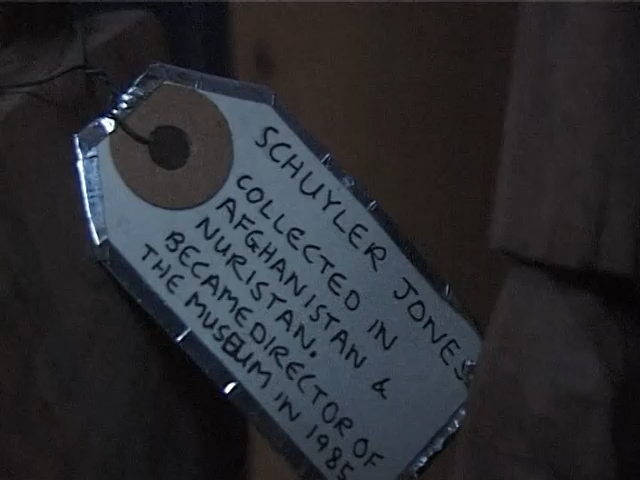 SCHUYLER JONES
COLLECTED IN
AFGHANISTAN &
NURISTAN.
BECAME DIRECTOR OF
THE MUSEUM IN 1985